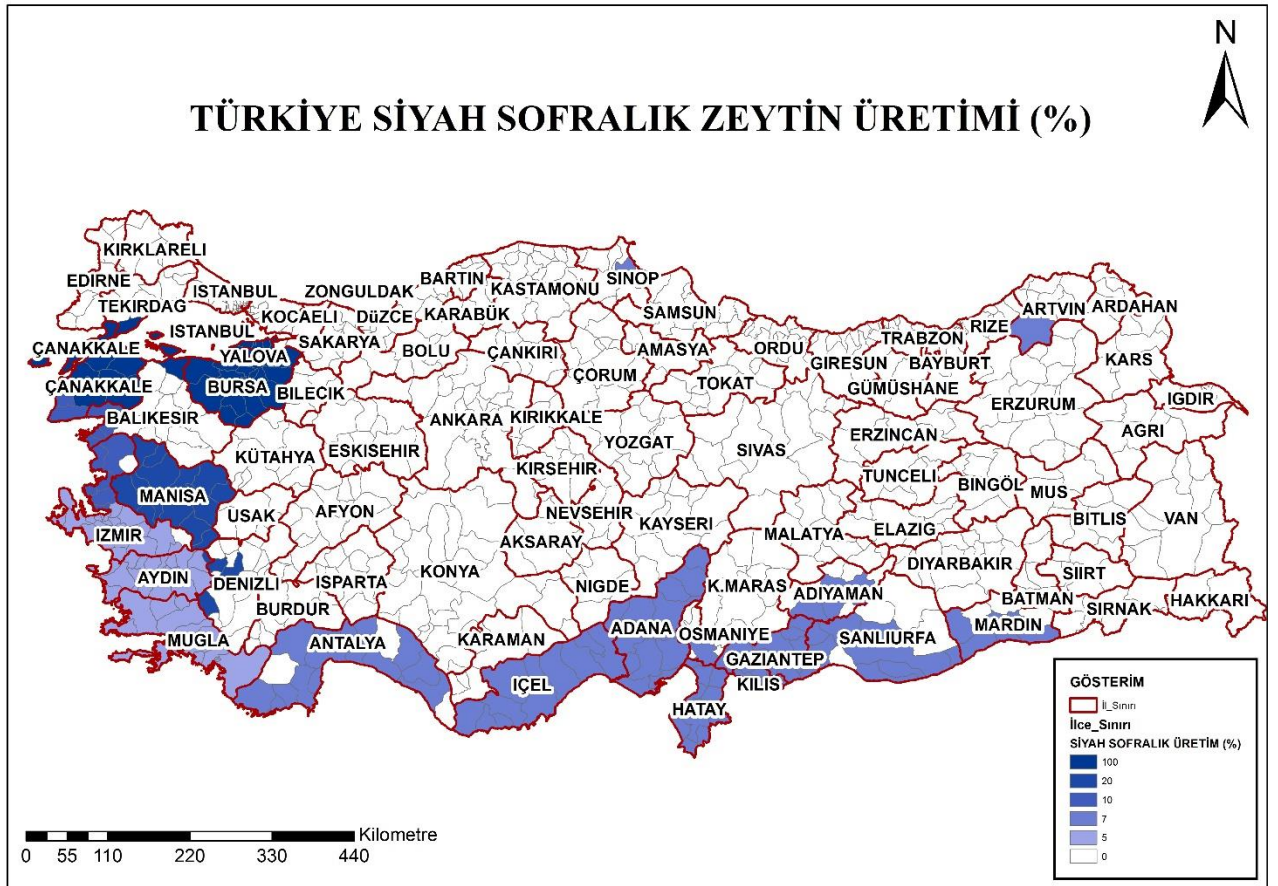 N
TÜRKİYE SİYAH SOFRALIK ZEYTİN ÜRETİMİ (%)
KIRKLARELI
EDIRNE
TEKIRDAG
ISTANBUL
ZONGULDAK
BARTIN
KASTAMONU
SINOP
ARTVIN
ARDAHAN
ISTANBUL
KOCAELI
DüZCE
KARABÜK
SAMSUN
RIZE
TRABZON
ÇANAKKALE
YALOVA
SAKARYA
BOLU
ÇANKIRI
AMASYA
ORDU
GIRESUN
BAYBURT
KARS
ÇANAKKALE
BURSA
BILECIK
ÇORUM
TOKAT
GÜMÜSHANE
ERZURUM
IGDIR
BALIKESIR
ANKARA
KIRIKKALE
YOZGAT
SIVAS
ERZINCAN
AGRI
KÜTAHYA
ESKISEHIR
KIRSEHIR
TUNCELI
BINGÖL
MUS
MANISA
USAK
AFYON
NEVSEHIR
KAYSERI
MALATYA
ELAZIG
BITLIS
VAN
IZMIR
AKSARAY
DIYARBAKIR
SIIRT
AYDIN
DENIZLI
ISPARTA
KONYA
NIGDE
K.MARAS
ADIYAMAN
BATMAN
SIRNAK
HAKKARI
BURDUR
MUGLA
ANTALYA
KARAMAN
ADANA
OSMANIYE
SANLIURFA
MARDIN
GAZIANTEP
IÇEL
KILIS
HATAY
GÖSTERİM
İl_Sınırı
İlce_Sınırı
SİYAH SOFRALIK ÜRETİM (%)
100
20
10
7
5
0
Kilometre
0 55 110 220 330 440